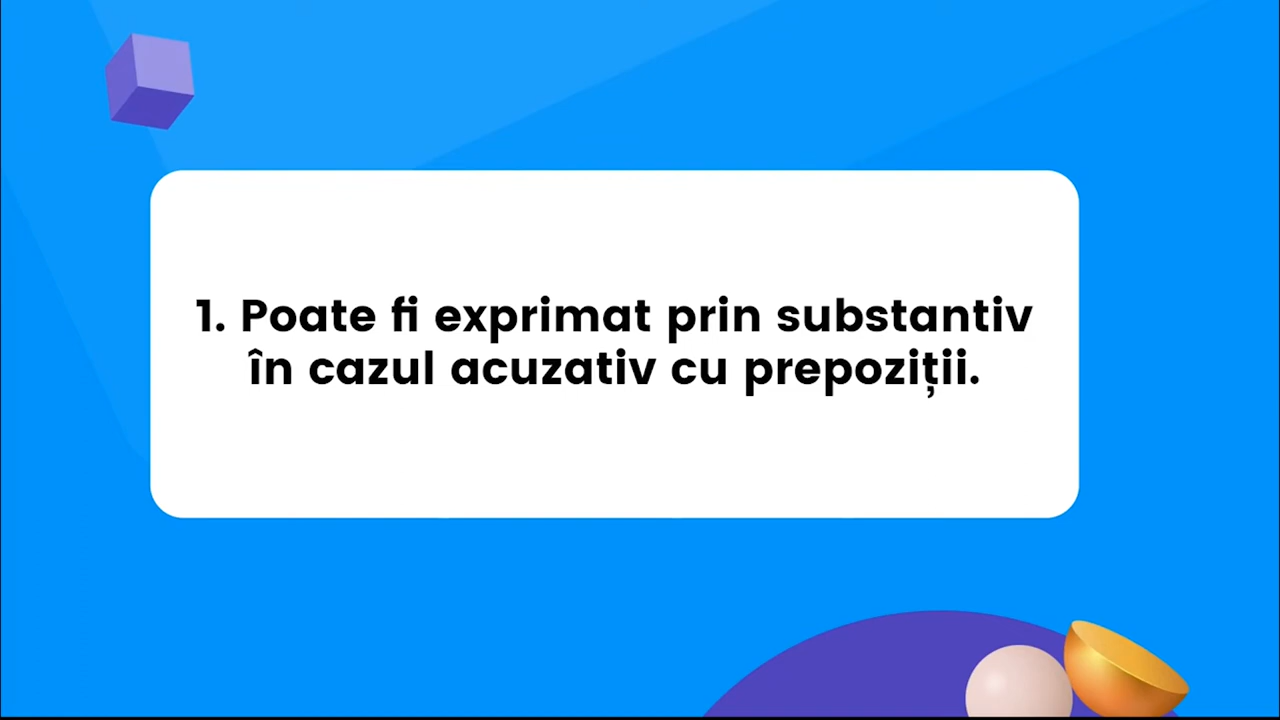 1. Poate fi exprimat prin substantiv
în cazul acuzativ cu prepoziții.